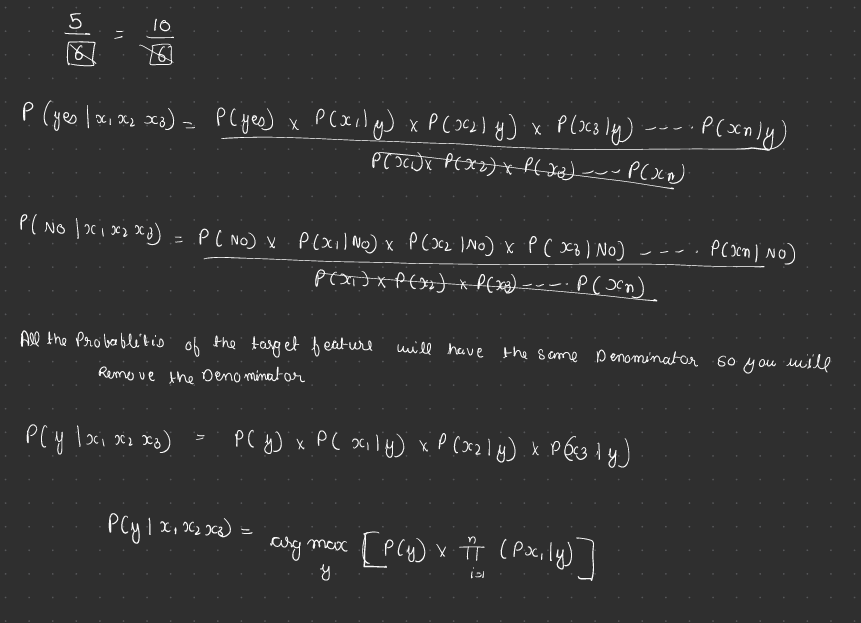 5/6 = 10/6
P(yes | x1 x2 x3) = P(yes) x P(x1|y) x P(x2|y) x P(x3|y) ---- P(xn|y)
P(x1) x P(x2) x P(x3) --- P(xn)
P(NO | x1 x2 x3) = P(NO) x P(x1|NO) x P(x2|NO) x P(x3|NO) ---- P(xn|NO)
P(x1) x P(x2) x P(x3) ---- P(xn)
All the Probablitis of the target feature will have the same Denominator so you will
Remove the Denominator
P(y | x1 x2 x3) = P(y) x P(x1|y) x P(x2|y) x P(x3|y)
P(y | x1 x2 x3) = arg max [P(y) x n π (Px1|y)]
y i=1